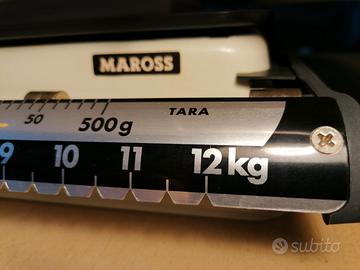 MAROSS
TARA
50 500g
9 10 11 12kg
subito